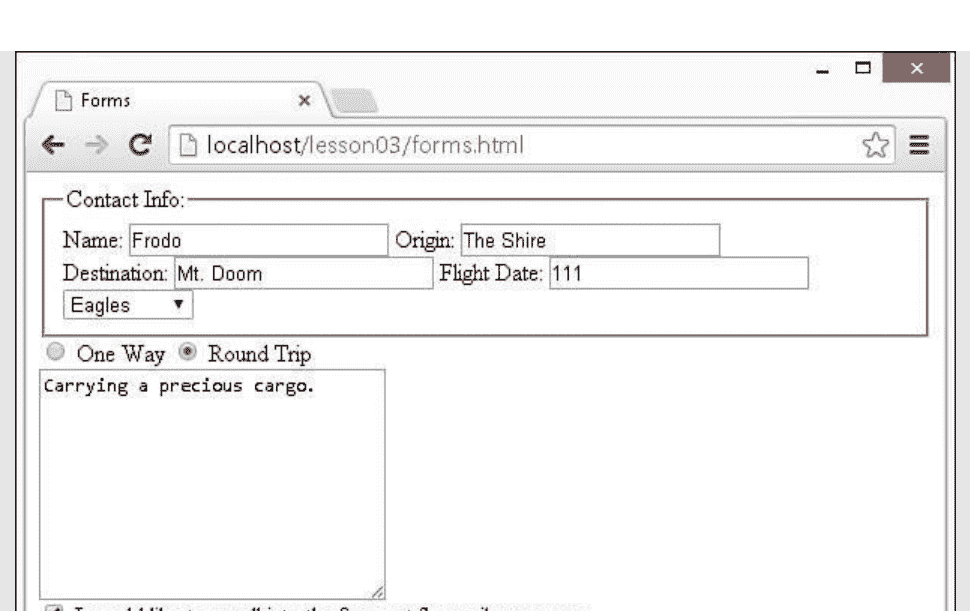 Forms
localhost/lesson03/forms.html
Contact Info:
Name: Frodo Origin: The Shire
Destination: Mt. Doom Flight Date: 111
Eagles
One Way Round Trip
Carrying a precious cargo.